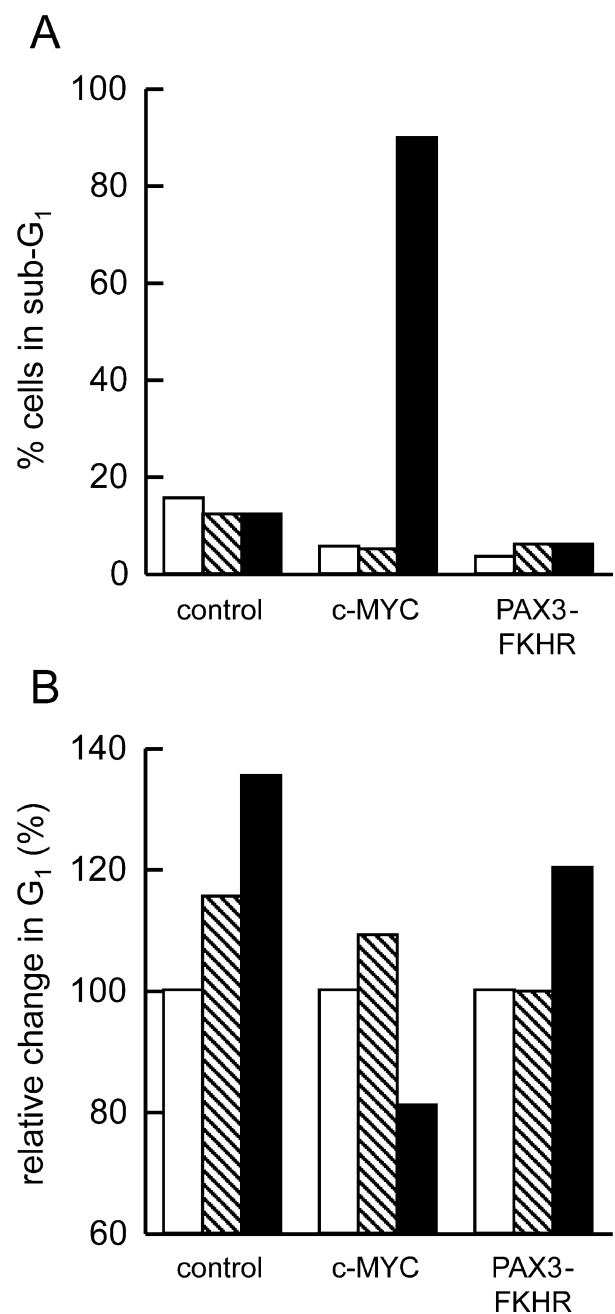 A
100
80
60
40
20
0
% cells in sub-G₁
control
c-MYC
PAX3-
FKHR
B
140
120
100
80
60
relative change in G₁ (%)
control
c-MYC
PAX3-
FKHR